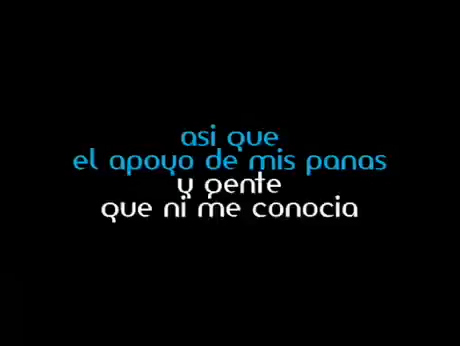 asi que
el apoyo de mis panas
y gente
que ni me conocia